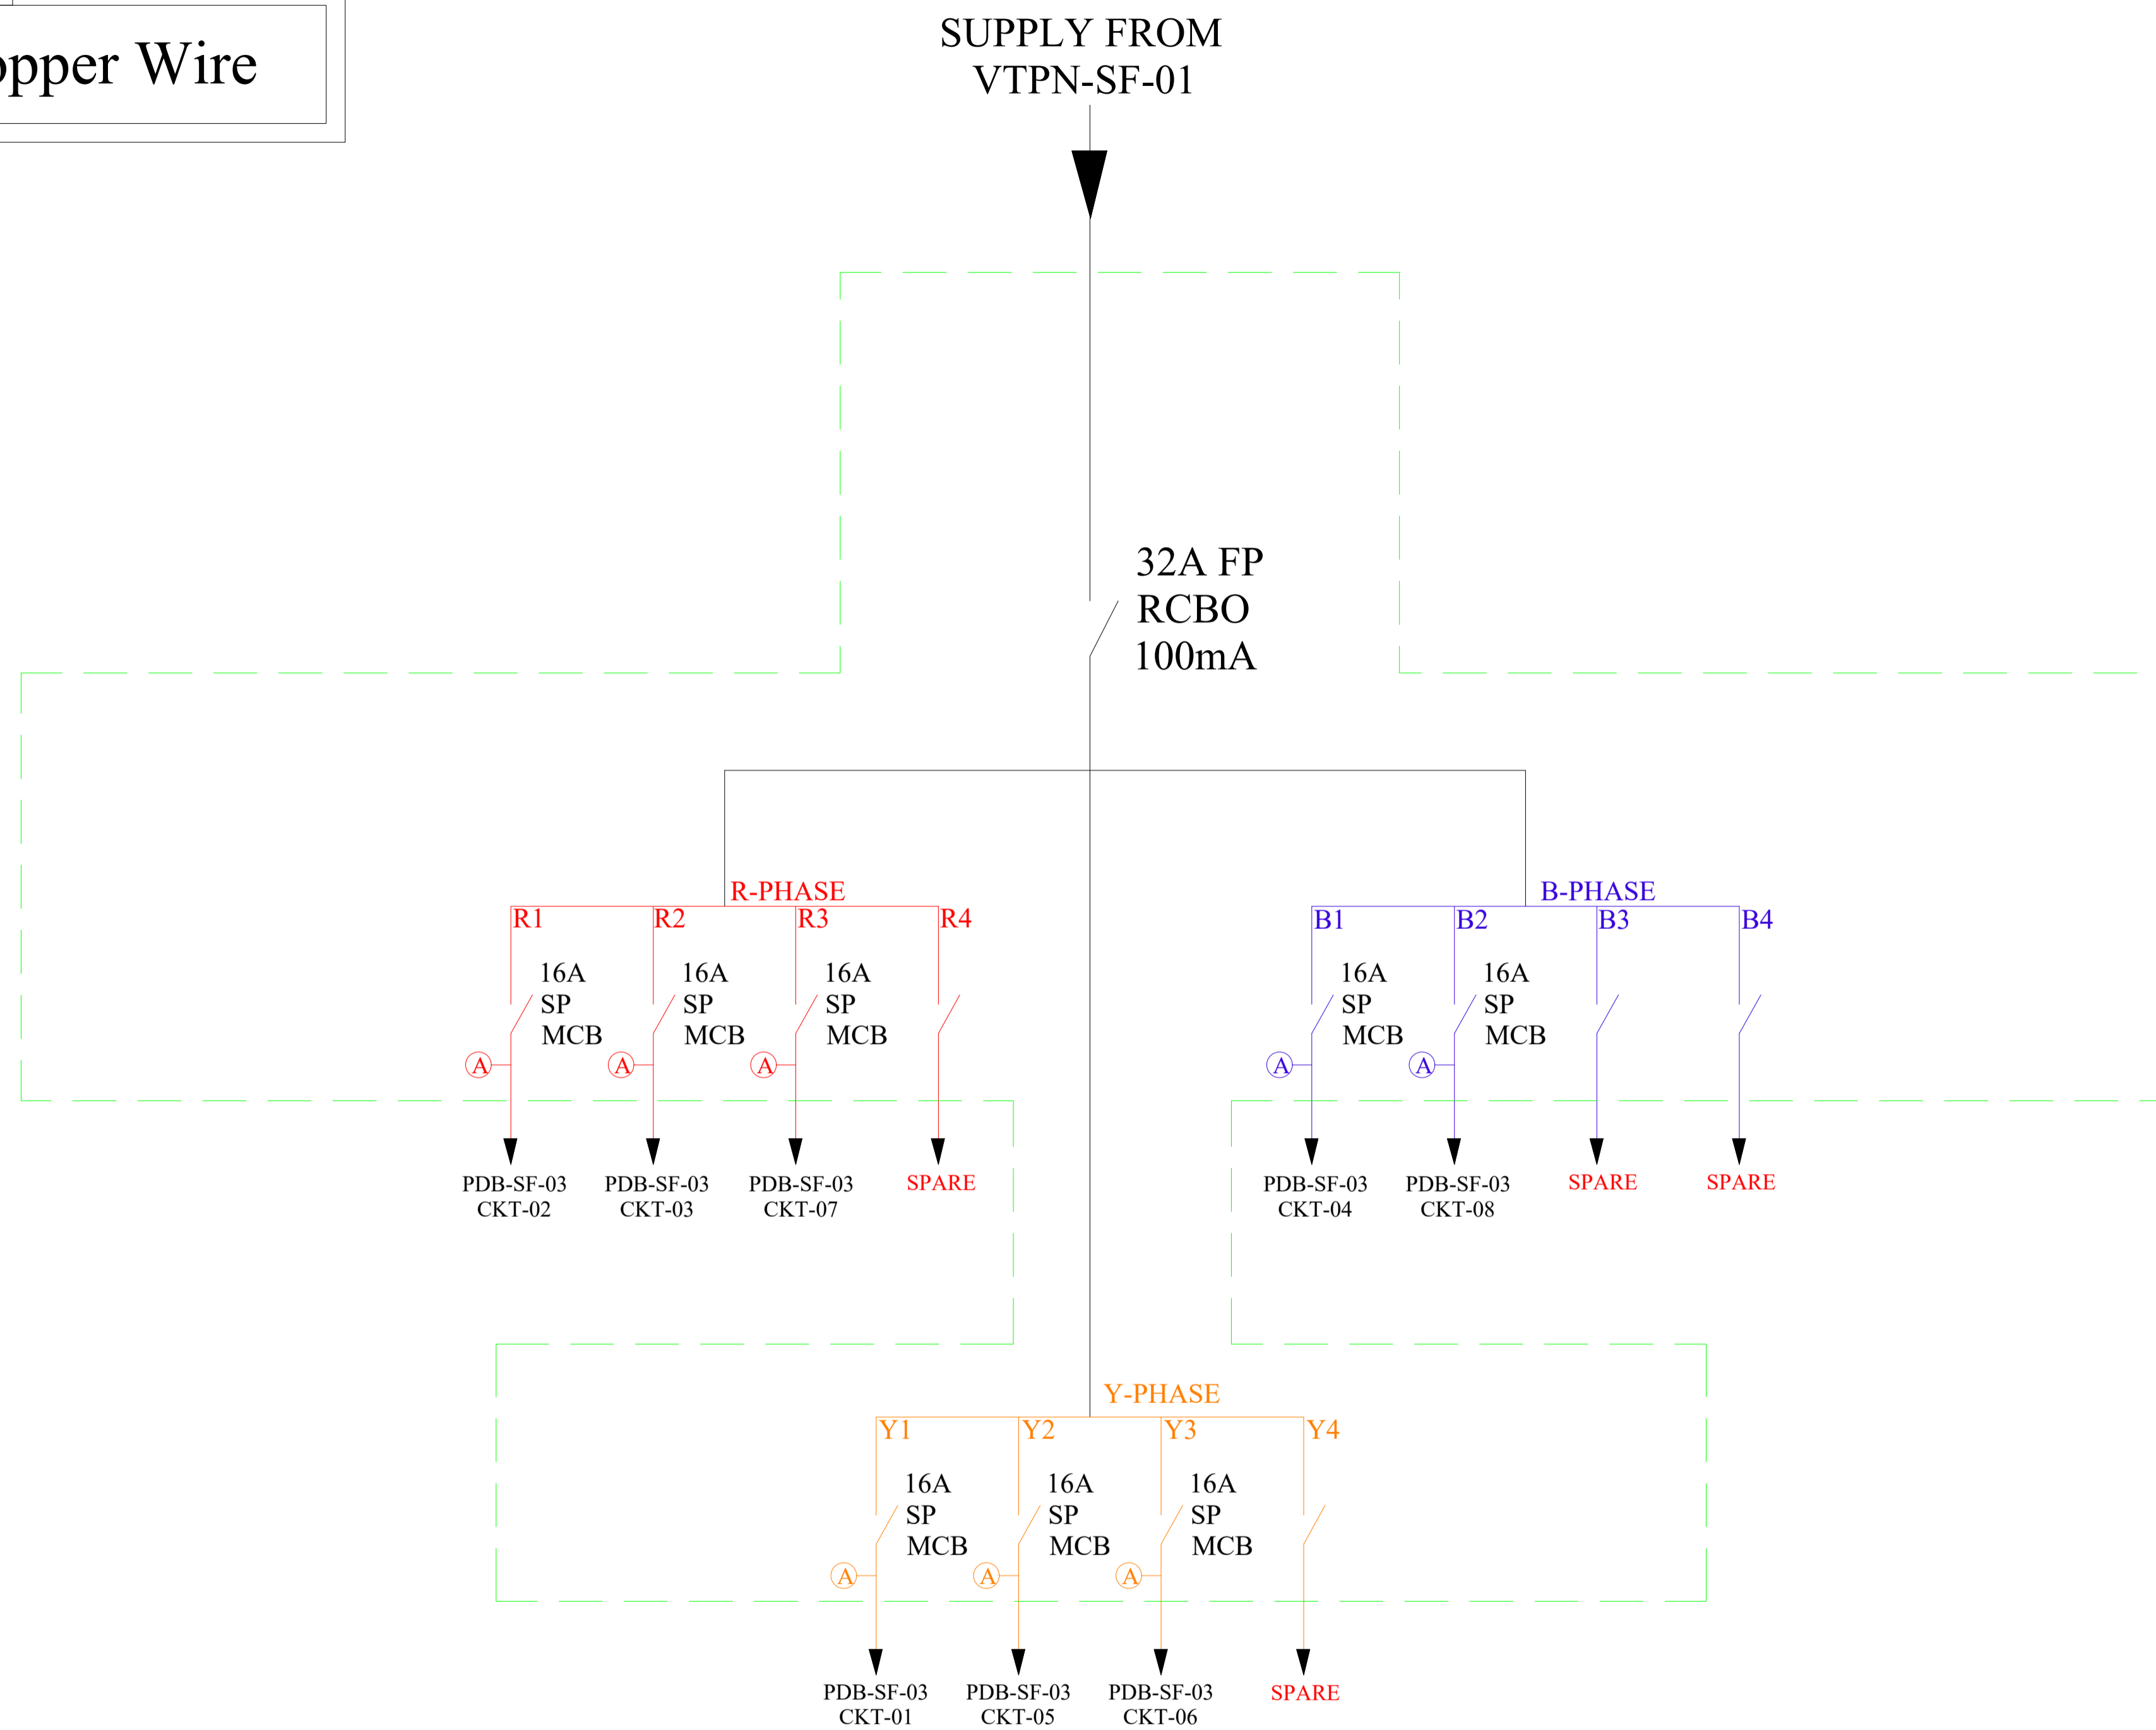 Wire
SUPPLY FROM
VTPN-SF-01
32A FP
RCBO
100mA
R-PHASE
R1 R2 R3 R4
16A 16A 16A
SP SP SP
MCB MCB MCB
A A A
PDB-SF-03 PDB-SF-03 PDB-SF-03 SPARE
CKT-02 CKT-03 CKT-07
B-PHASE
B1 B2 B3 B4
16A 16A
SP SP
MCB MCB
A A
PDB-SF-03 PDB-SF-03 SPARE SPARE
CKT-04 CKT-08
Y-PHASE
Y1 Y2 Y3 Y4
16A 16A 16A
SP SP SP
MCB MCB MCB
A A A
PDB-SF-03 PDB-SF-03 PDB-SF-03 SPARE
CKT-01 CKT-05 CKT-06